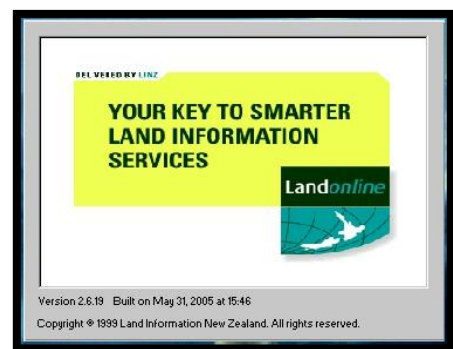 DELIVERED BY LINZ
YOUR KEY TO SMARTER
LAND INFORMATION
SERVICES
Landonline
Version 2.6.19 Built on May 31, 2005 at 15:46
Copyright © 1999 Land Information New Zealand. All rights reserved.